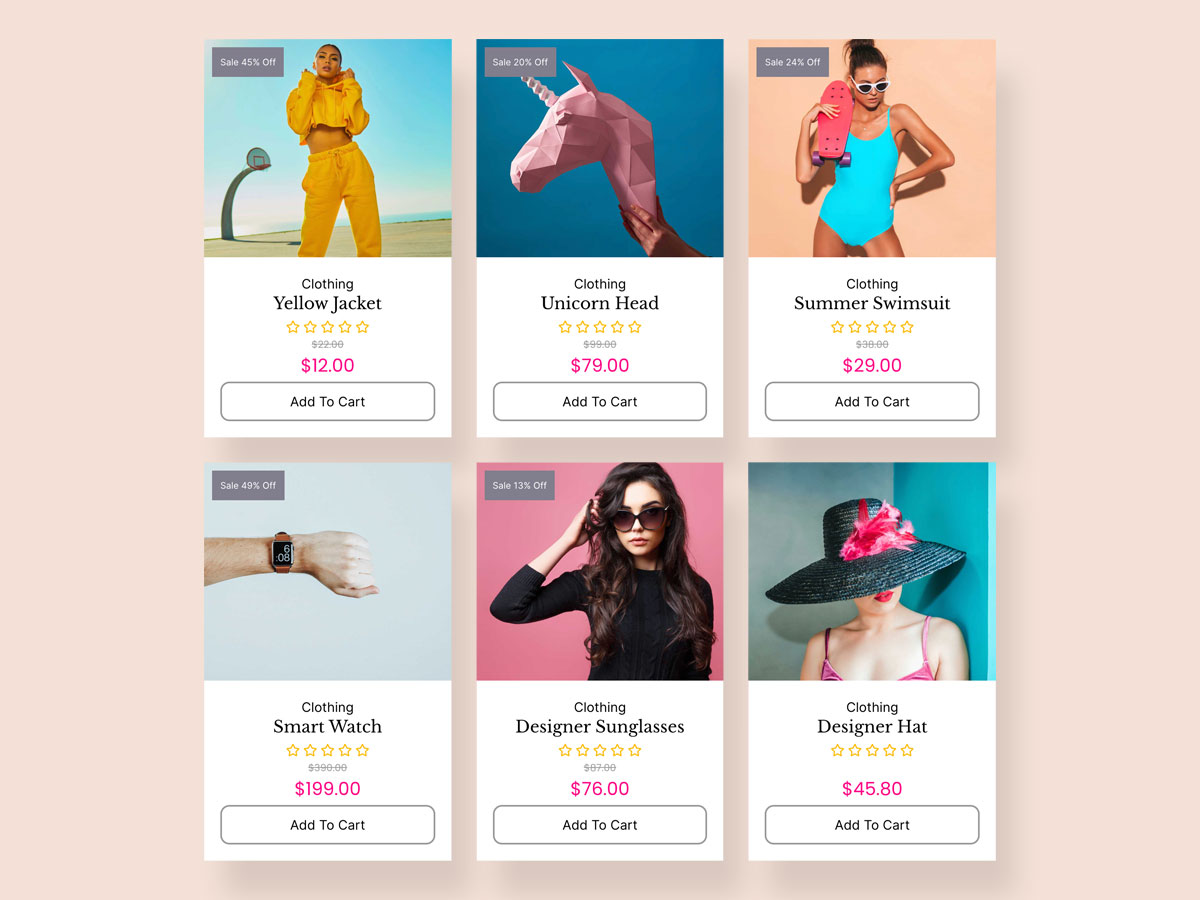 Sale 45% Off
Sale 20% Off
Sale 24% Off
Clothing
Yellow Jacket
$22.00
$12.00
Add To Cart
Clothing
Unicorn Head
$99.00
$79.00
Add To Cart
Clothing
Summer Swimsuit
$38.00
$29.00
Add To Cart
Sale 49% Off
6
:08
Sale 13% Off
Clothing
Smart Watch
$390.00
$199.00
Add To Cart
Clothing
Designer Sunglasses
$87.00
$76.00
Add To Cart
Clothing
Designer Hat
$45.80
Add To Cart